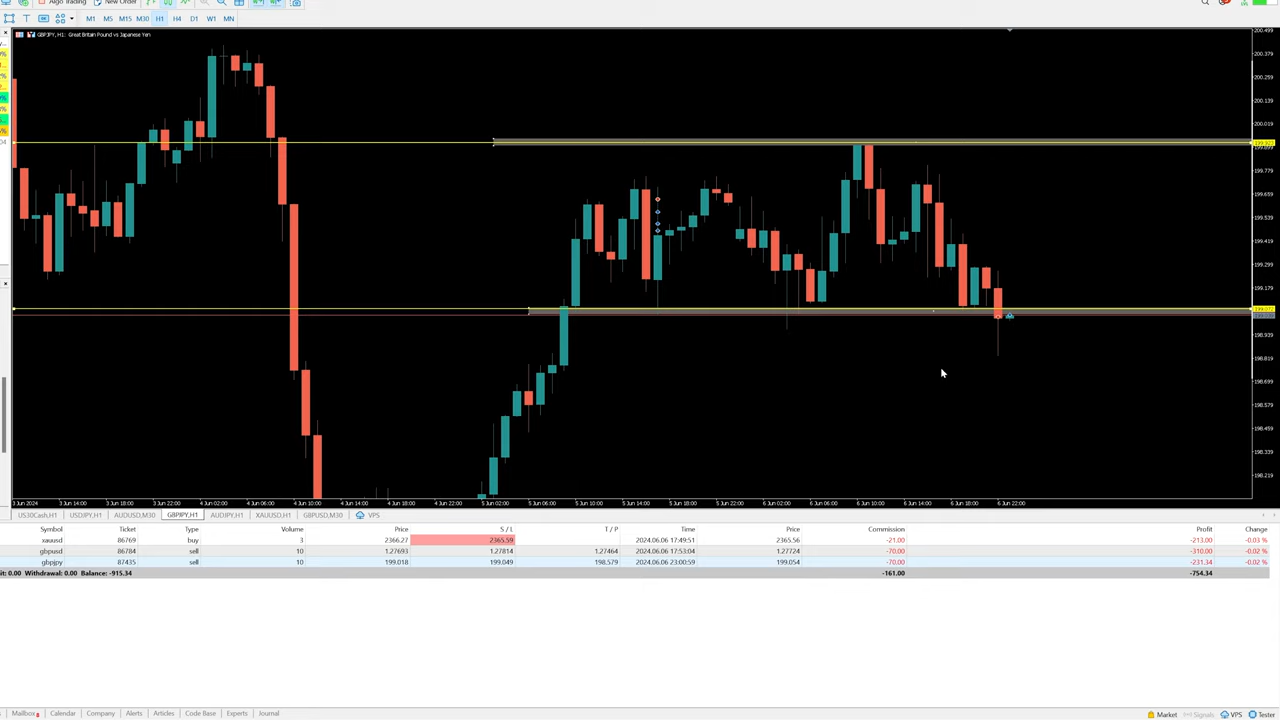 Algo Trading New Order
M1 M5 M15 M30 H1 H4 D1 W1 MN
GBPJPY, H1: Great Britain Pound vs Japanese Yen
200.499
200.379
200.259
200.139
200.019
199.899
199.779
199.659
199.539
199.419
199.299
199.179
199.072
198.939
198.819
198.699
198.579
198.459
198.339
198.219
3 Jun 2024 3 Jun 14:00 3 Jun 18:00 3 Jun 22:00 4 Jun 02:00 4 Jun 06:00 4 Jun 10:00 4 Jun 14:00 4 Jun 18:00 4 Jun 22:00 5 Jun 02:00 5 Jun 06:00 5 Jun 10:00 5 Jun 14:00 5 Jun 18:00 5 Jun 22:00 6 Jun 02:00 6 Jun 06:00 6 Jun 10:00 6 Jun 14:00 6 Jun 18:00 6 Jun 22:00
US30Cash,H1 USDJPY,H1 AUDUSD,M30 GBPJPY,H1 AUDJPY,H1 XAUUSD,H1 GBPUSD,M30 VPS
Symbol Ticket Type Volume Price S / L T / P Time Price Commission Profit Change
xauusd 86769 buy 3 2366.27 2365.59 2024.06.06 17:49:51 2365.56 -21.00 -213.00 -0.03 %
gbpusd 86784 sell 10 1.27693 1.27814 1.27464 2024.06.06 17:53:04 1.27724 -70.00 -310.00 -0.02 %
gbpjpy 87435 sell 10 199.018 199.049 198.579 2024.06.06 23:00:59 199.054 -70.00 -231.34 -0.02 %
it: 0.00 Withdrawal: 0.00 Balance: -915.34 -161.00 -754.34
Mailbox Calendar Company Alerts Articles Code Base Experts Journal
Market Signals VPS Tester